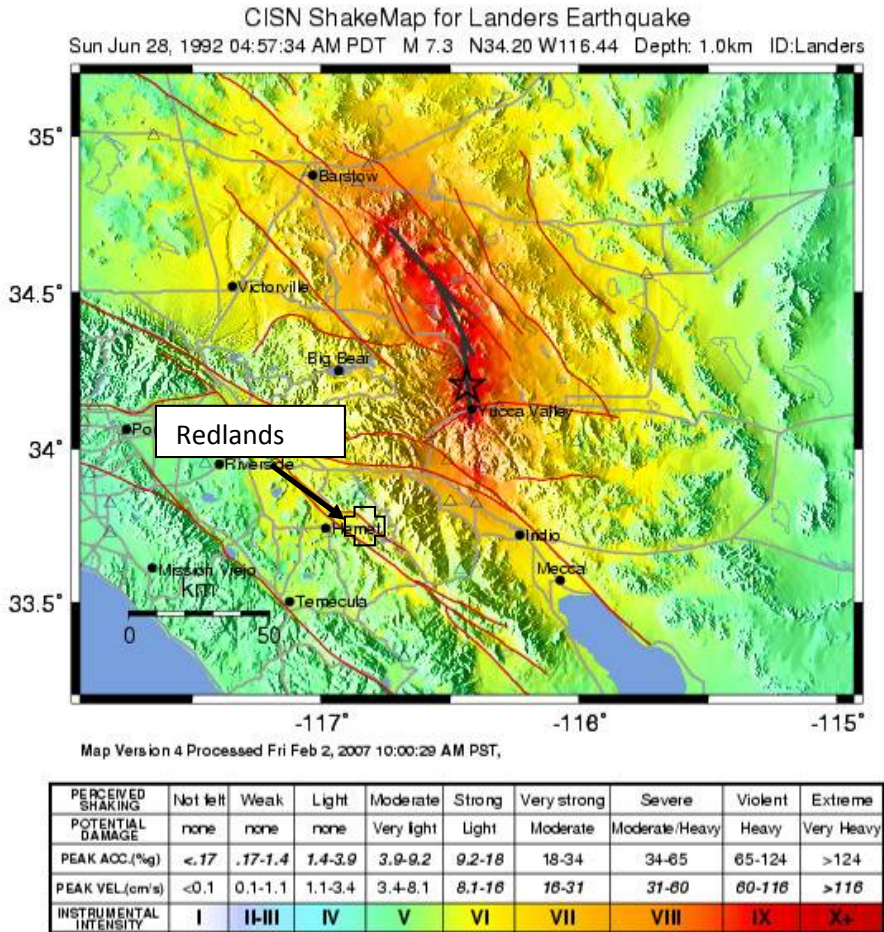 CISN ShakeMap for Landers Earthquake
Sun Jun 28, 1992 04:57:34 AM PDT M 7.3 N34.20 W116.44 Depth: 1.0km ID:Landers
35°
Barstow
34.5°
Victorville
Big Bear
Yucca Valley
34°
Po
Redlands
Riverside
Hemet
Indio
Mission Viejo
Mecca
33.5°
km
Temecula
0 50
-117° -116° -115°
Map Version 4 Processed Fri Feb 2, 2007 10:00:29 AM PST,
PERCEIVED SHAKING Not felt Weak Light Moderate Strong Very strong Severe Violent Extreme
POTENTIAL DAMAGE none none none Very light Light Moderate Moderate/Heavy Heavy Very Heavy
PEAK ACC.(%g) <.17 .17-1.4 1.4-3.9 3.9-9.2 9.2-18 18-34 34-65 65-124 >124
PEAK VEL.(cm/s) <0.1 0.1-1.1 1.1-3.4 3.4-8.1 8.1-16 16-31 31-60 60-116 >116
INSTRUMENTAL INTENSITY I II-III IV V VI VII VIII IX X+